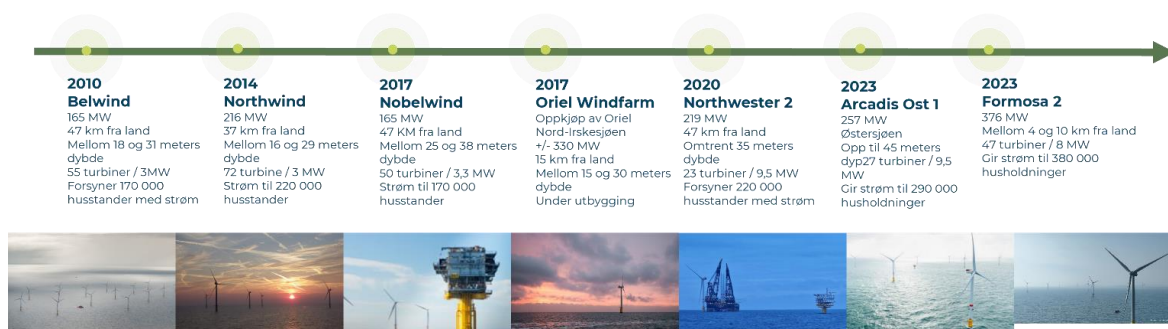 2010
Belwind
165 MW
47 km fra land
Mellom 18 og 31 meters
dybde
55 turbiner / 3MW
Forsyner 170 000
husstander med strøm
2014
Northwind
216 MW
37 km fra land
Mellom 16 og 29 meters
dybde
72 turbine / 3 MW
Strøm til 220 000
husstander
2017
Nobelwind
165 MW
47 KM fra land
Mellom 25 og 38 meters
dybde
50 turbiner / 3,3 MW
Strøm til 170 000
husstander
2017
Oriel Windfarm
Oppkjøp av Oriel
Nord-Irskesjøen
+/- 330 MW
15 km fra land
Mellom 15 og 30 meters
dybde
Under utbygging
2020
Northwester 2
219 MW
47 km fra land
Omtrent 35 meters
dybde
23 turbiner / 9,5 MW
Forsyner 220 000
husstander med strøm
2023
Arcadis Ost 1
257 MW
Østersjøen
Opp til 45 meters
dyp27 turbiner / 9,5
MW
Gir strøm til 290 000
husholdninger
2023
Formosa 2
376 MW
Mellom 4 og 10 km fra land
47 turbiner / 8 MW
Gir strøm til 380 000
husholdninger